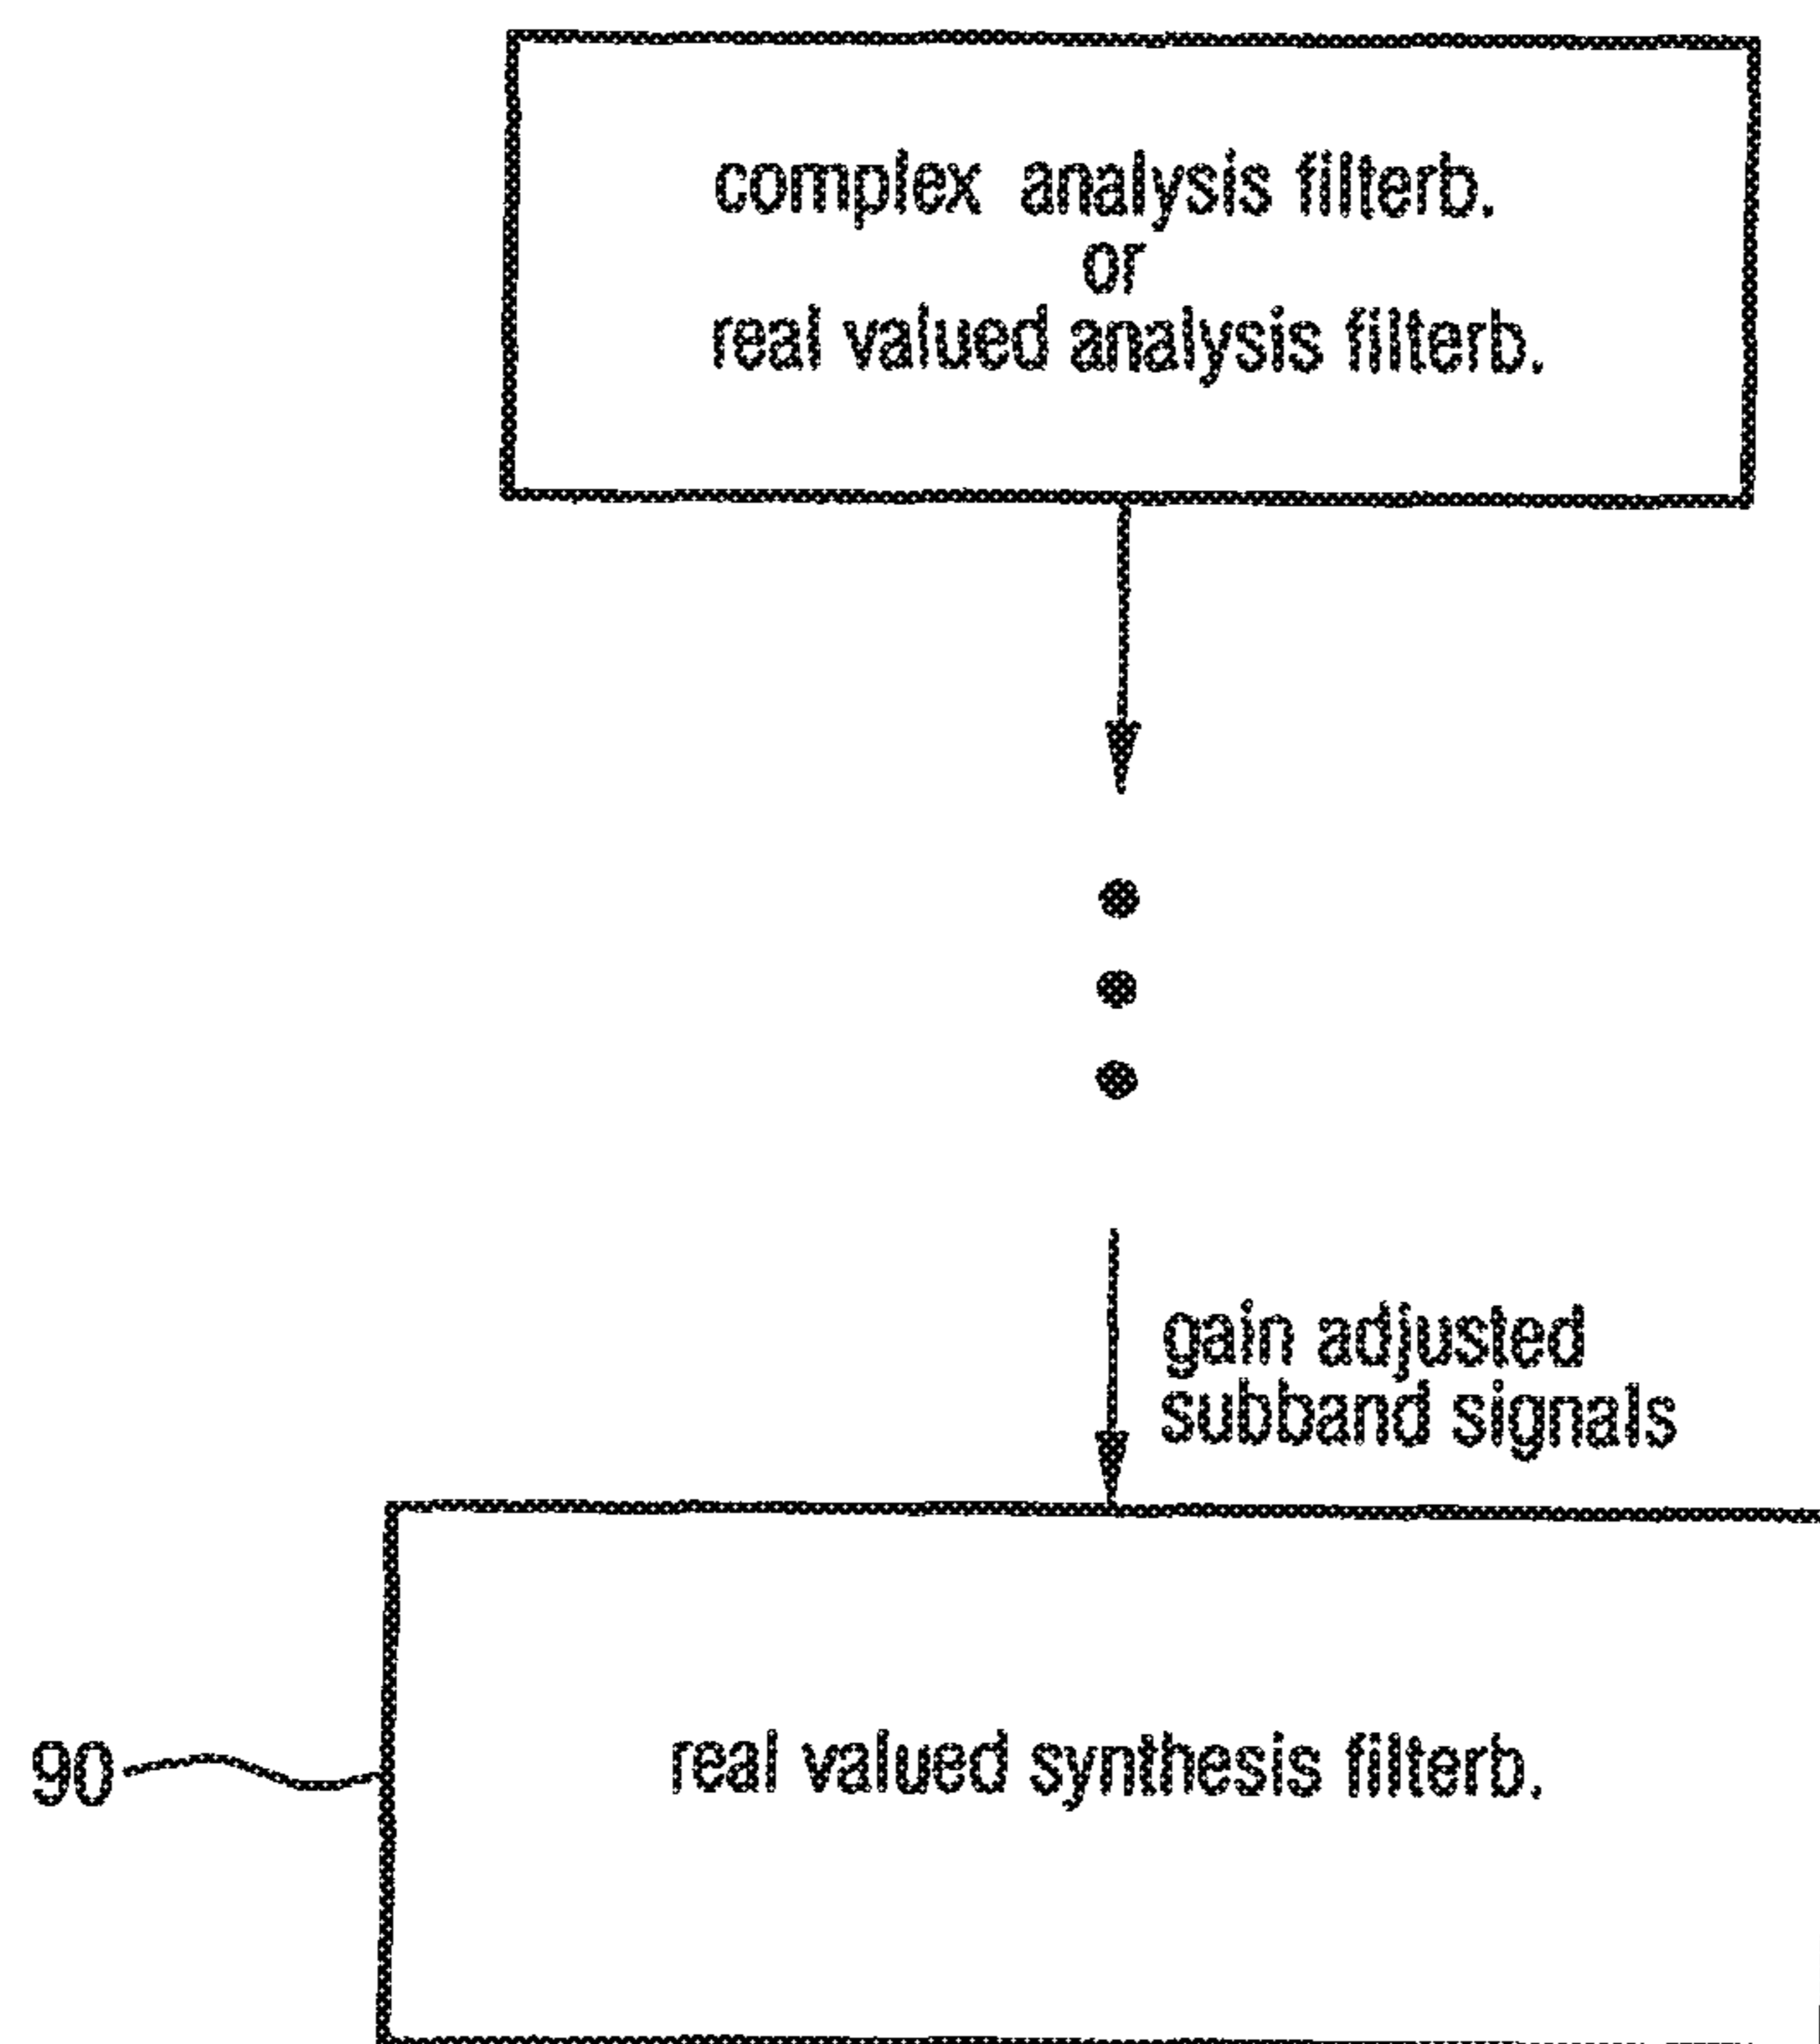 complex analysis filterb.
or
real valued analysis filterb.
gain adjusted
subband signals
90
real valued synthesis filterb.